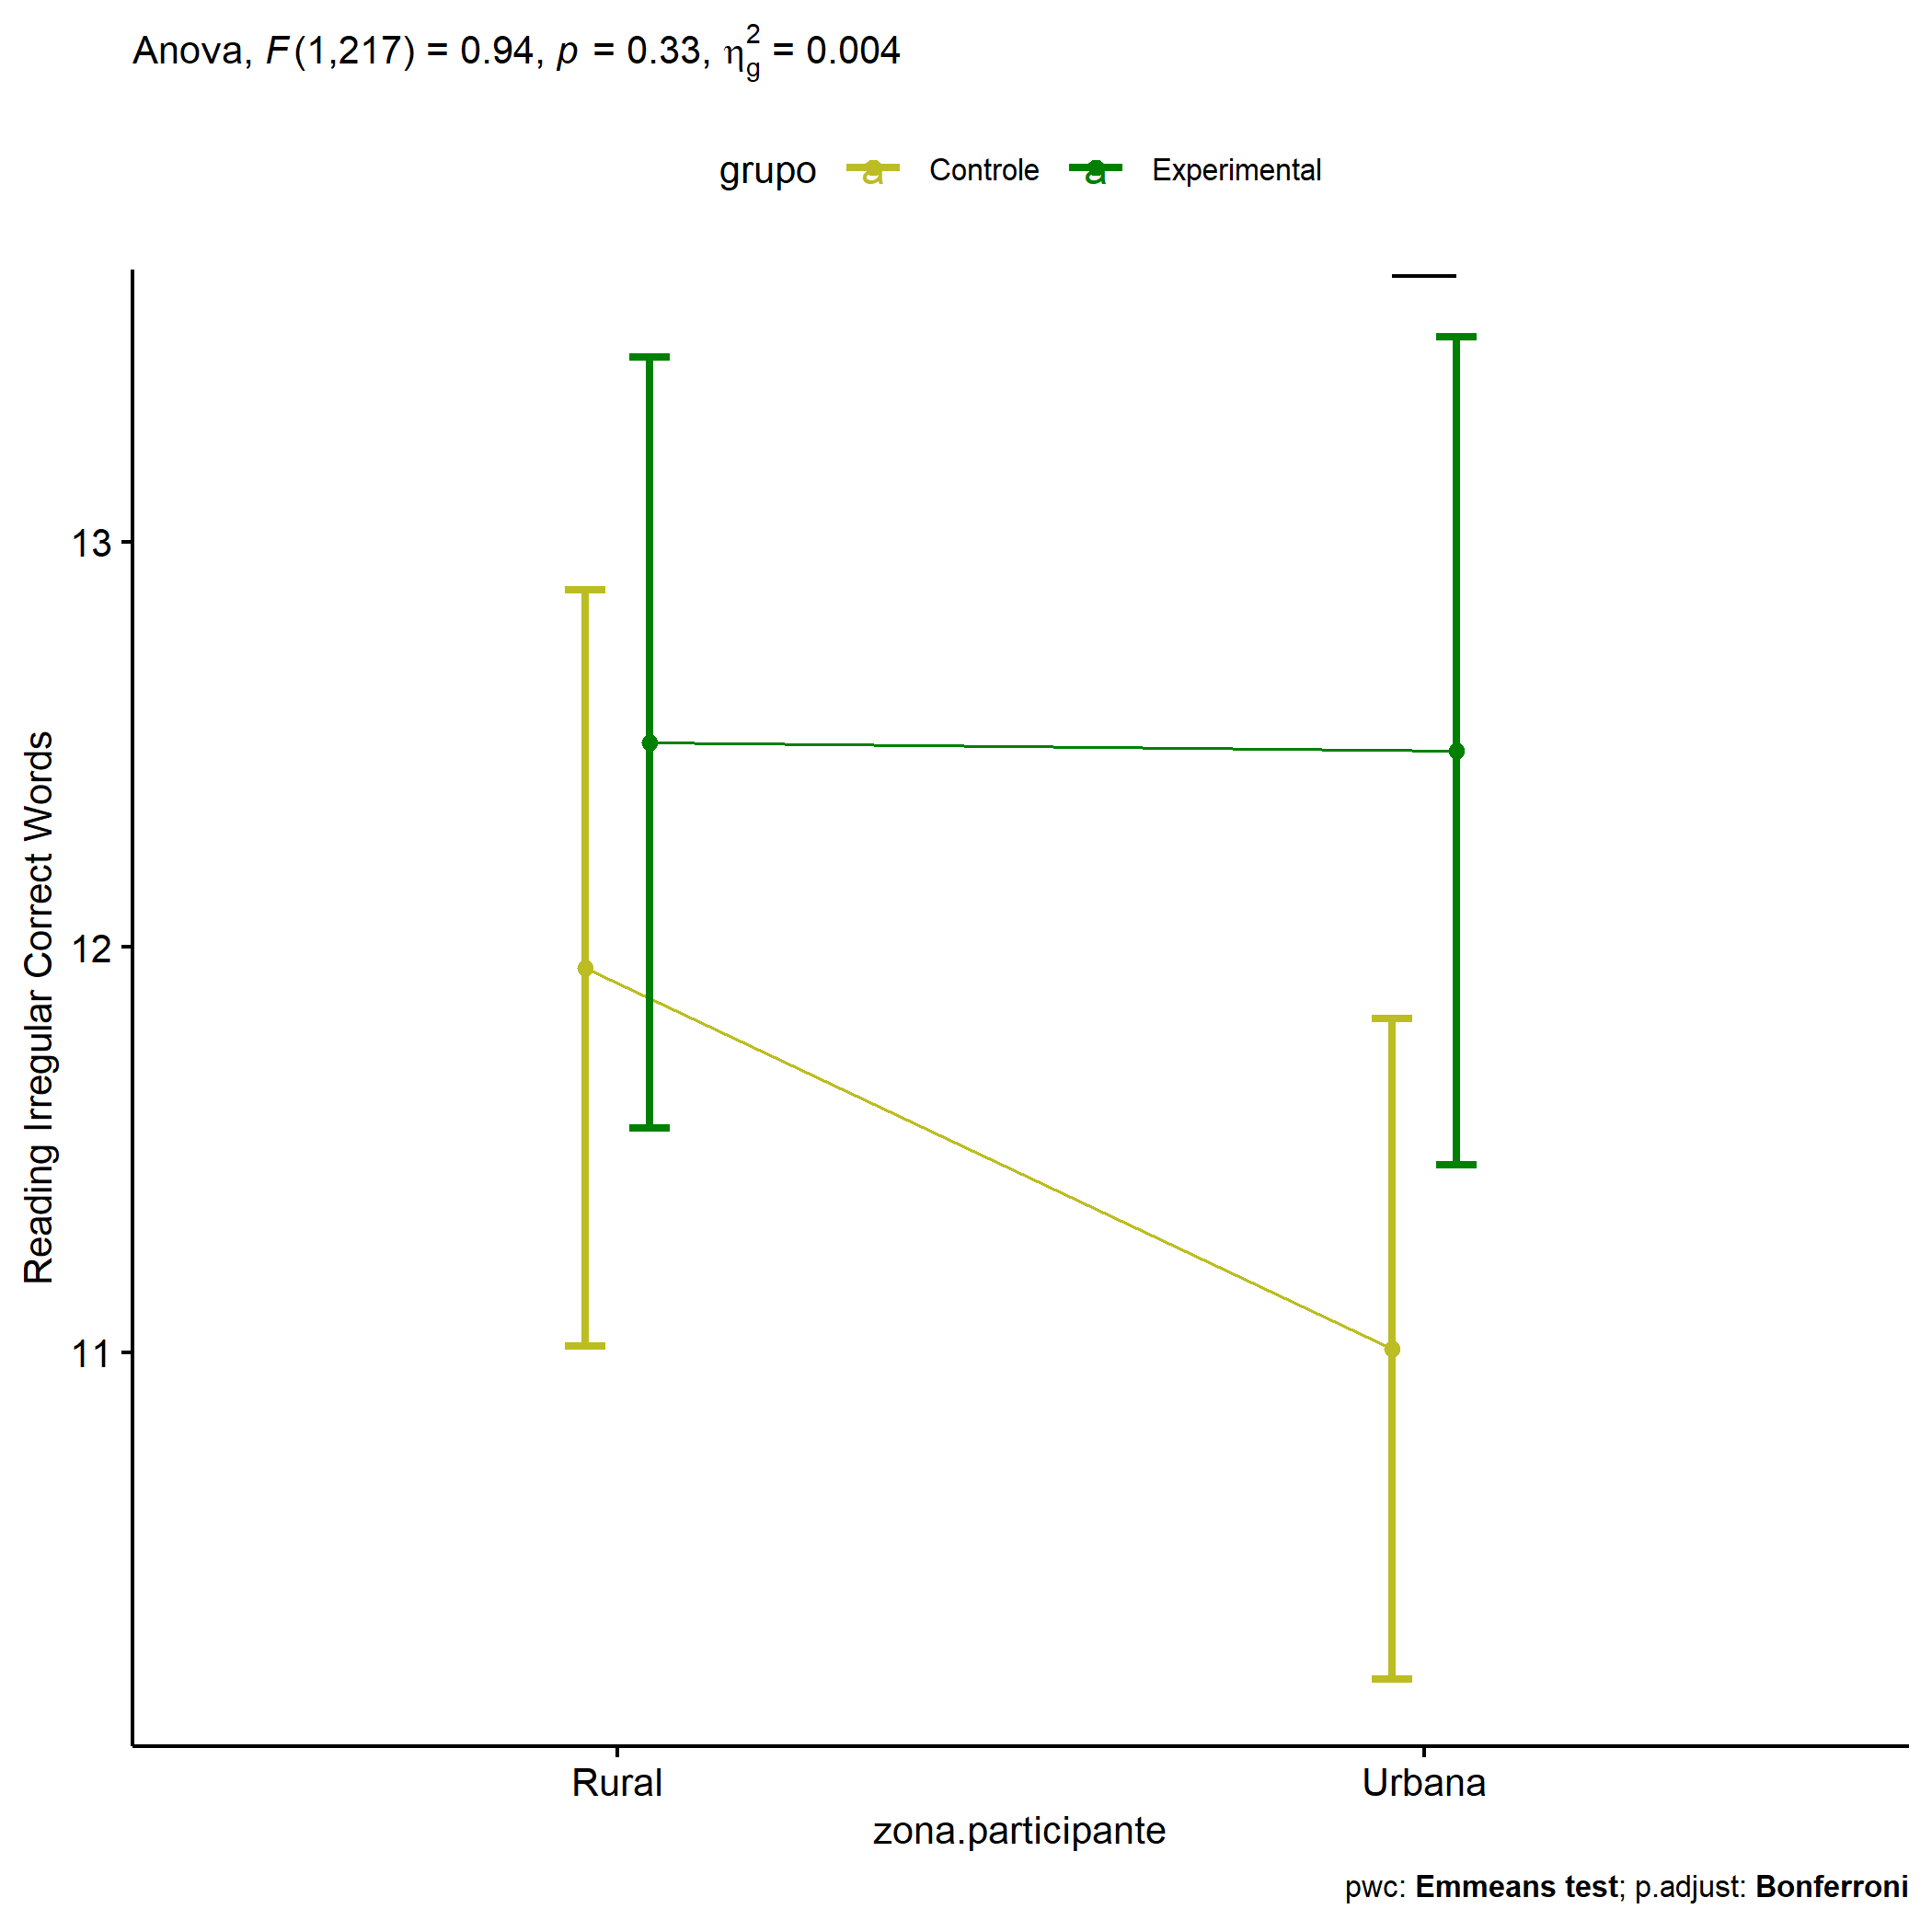 Anova, F(1,217) = 0.94, p = 0.33, η²g = 0.004
grupo a Controle a Experimental
13
12
11
Reading Irregular Correct Words
Rural Urbana
zona.participante
pwc: Emmeans test; p.adjust: Bonferroni